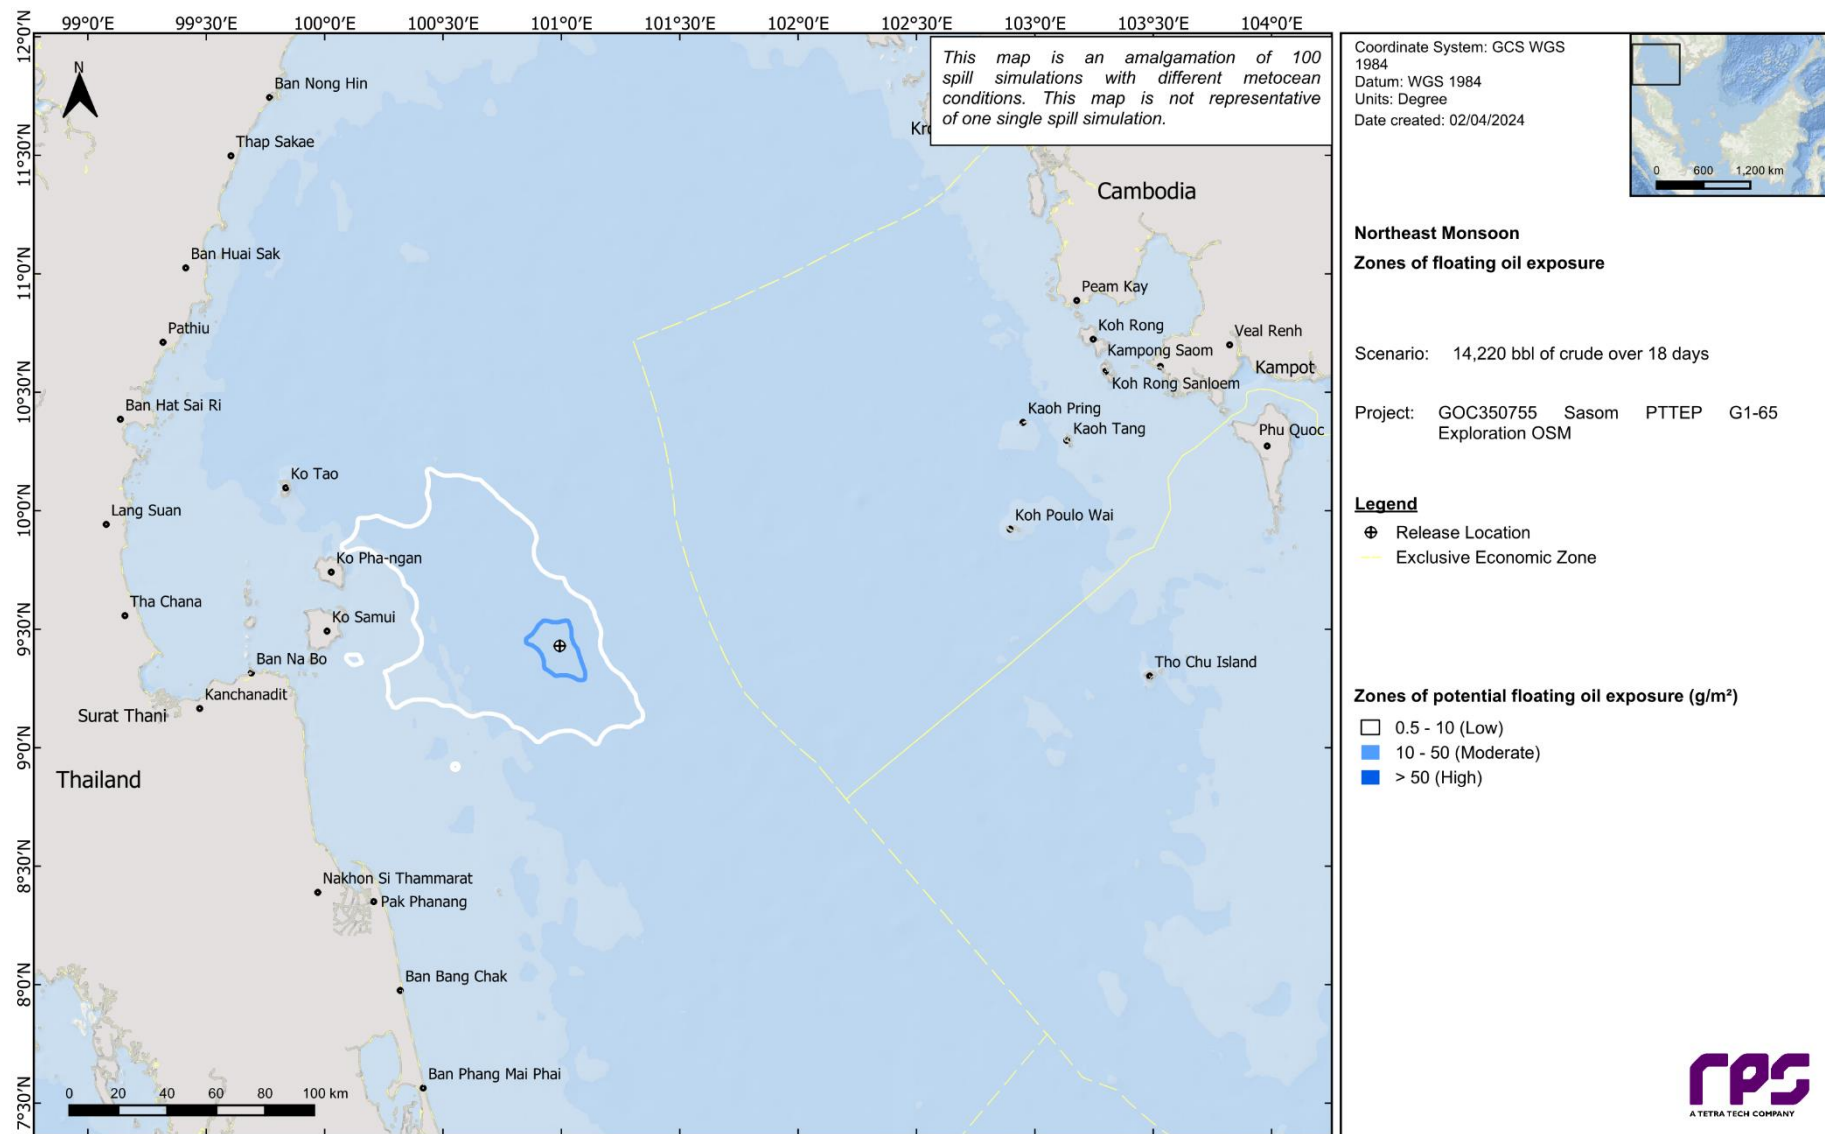 99°0'E 99°30'E 100°0'E 100°30'E 101°0'E 101°30'E 102°0'E 102°30'E 103°0'E 103°30'E 104°0'E
12°0'N
11°30'N
11°0'N
10°30'N
10°0'N
9°30'N
9°0'N
8°30'N
8°0'N
7°30'N
N
This map is an amalgamation of 100
spill simulations with different metocean
conditions. This map is not representative
of one single spill simulation.
Ban Nong Hin
Thap Sakae
Kr
Cambodia
Ban Huai Sak
Peam Kay
Pathiu
Koh Rong
Veal Renh
Kampong Saom
Kampot
Koh Rong Sanloem
Ban Hat Sai Ri
Kaoh Pring
Kaoh Tang
Phu Quoc
Ko Tao
Lang Suan
Koh Poulo Wai
Ko Pha-ngan
Tha Chana
Ko Samui
Ban Na Bo
Tho Chu Island
Kanchanadit
Surat Thani
Thailand
Nakhon Si Thammarat
Pak Phanang
Ban Bang Chak
Ban Phang Mai Phai
0 20 40 60 80 100 km
Coordinate System: GCS WGS
1984
Datum: WGS 1984
Units: Degree
Date created: 02/04/2024
0 600 1,200 km
Northeast Monsoon
Zones of floating oil exposure
Scenario: 14,220 bbl of crude over 18 days
Project: GOC350755 Sasom PTTEP G1-65
Exploration OSM
Legend
Release Location
Exclusive Economic Zone
Zones of potential floating oil exposure (g/m²)
0.5 - 10 (Low)
10 - 50 (Moderate)
> 50 (High)
rps
A TETRA TECH COMPANY